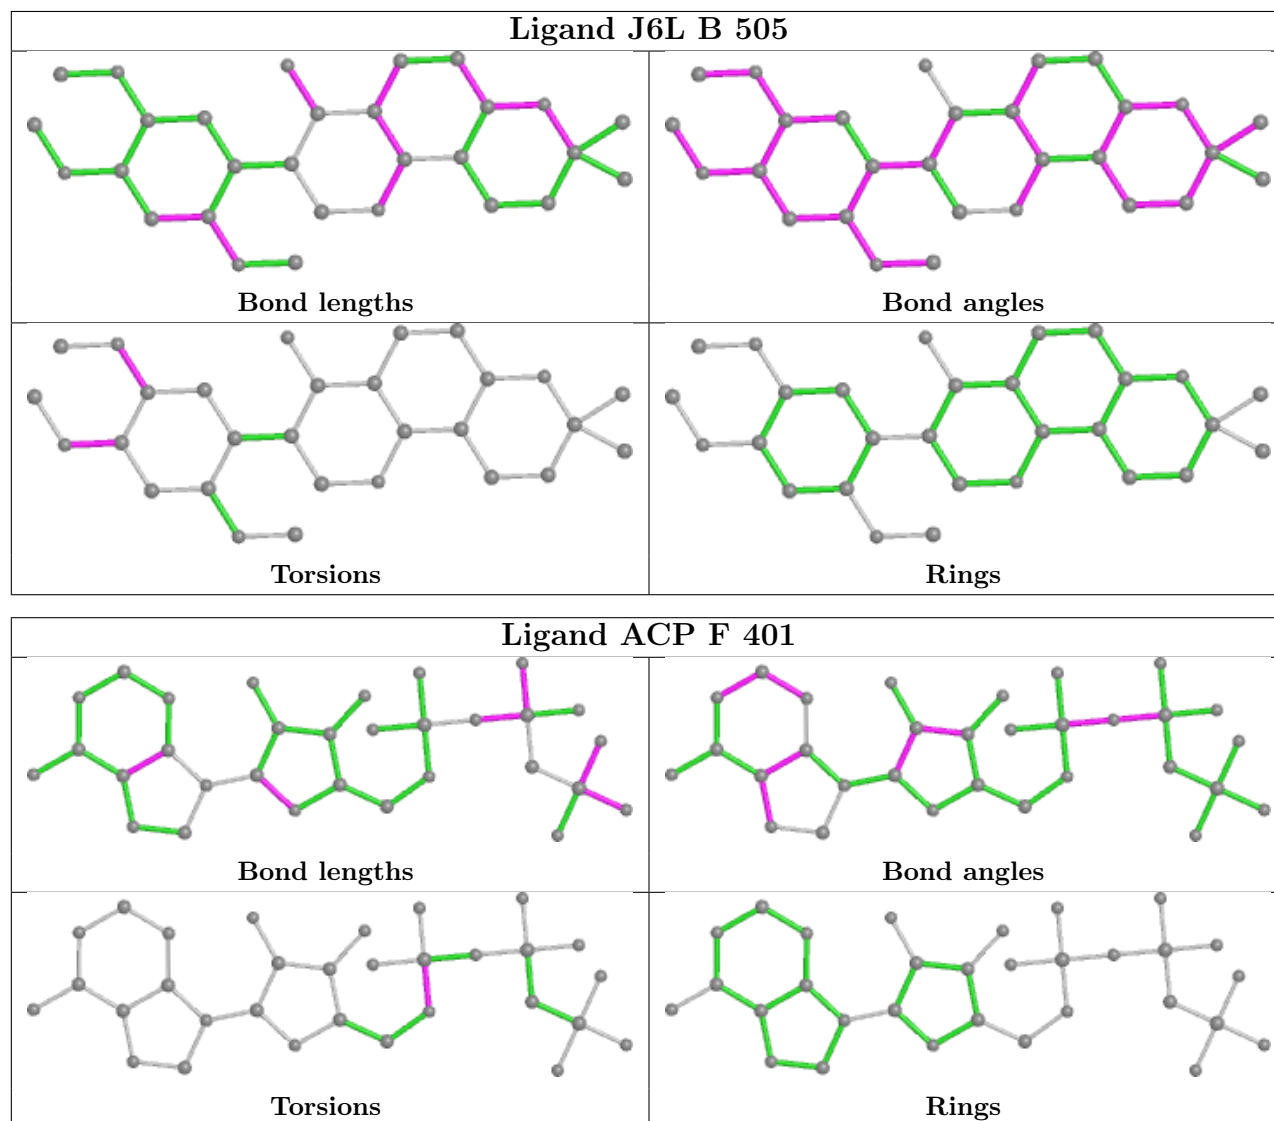 Ligand J6L B 505
Bond lengths
Bond angles
Torsions
Rings
Ligand ACP F 401
Bond lengths
Bond angles
Torsions
Rings